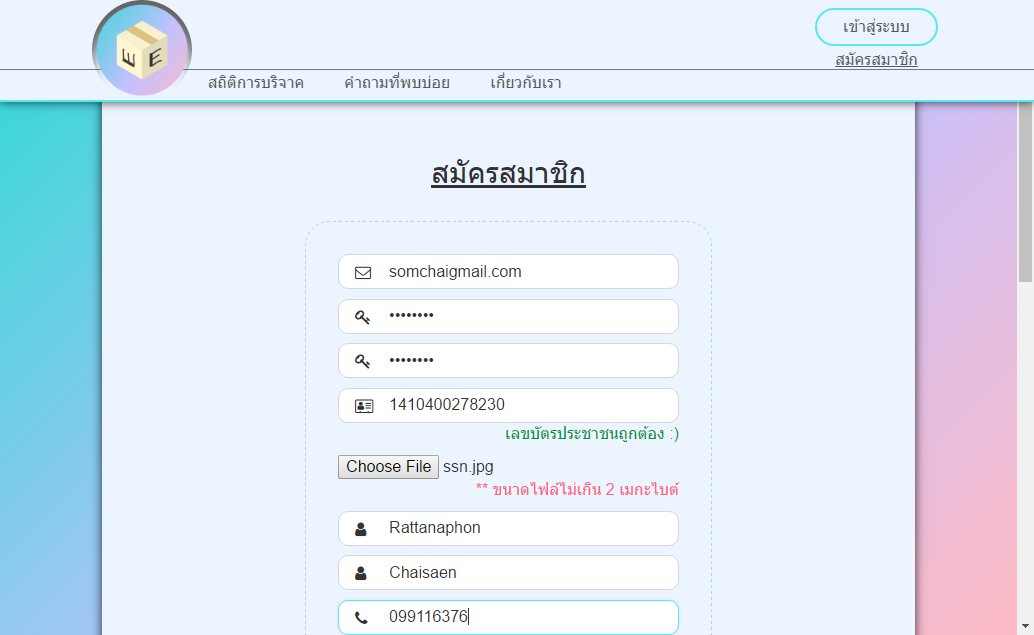 เข้าสู่ระบบ
สมัครสมาชิก
W E
สถิติการบริจาค คำถามที่พบบ่อย เกี่ยวกับเรา
สมัครสมาชิก
somchaigmail.com
••••••••
••••••••
1410400278230
เลขบัตรประชาชนถูกต้อง :)
Choose File ssn.jpg
** ขนาดไฟล์ไม่เกิน 2 เมกะไบต์
Rattanaphon
Chaisaen
099116376